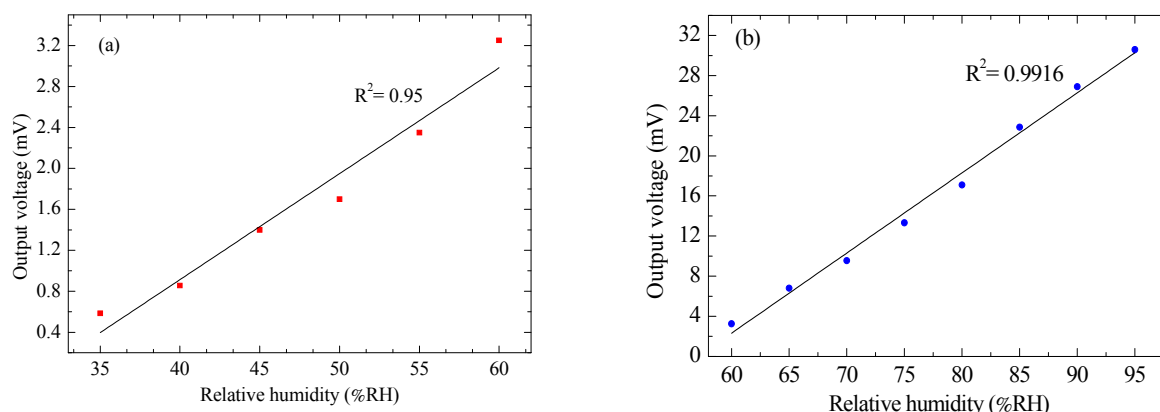 (a)
R²= 0.95
3.2
2.8
2.4
2.0
1.6
1.2
0.8
0.4
Output voltage (mV)
35 40 45 50 55 60
Relative humidity (%RH)
(b)
R²= 0.9916
32
28
24
20
16
12
8
4
0
Output voltage (mV)
60 65 70 75 80 85 90 95
Relative humidity (%RH)